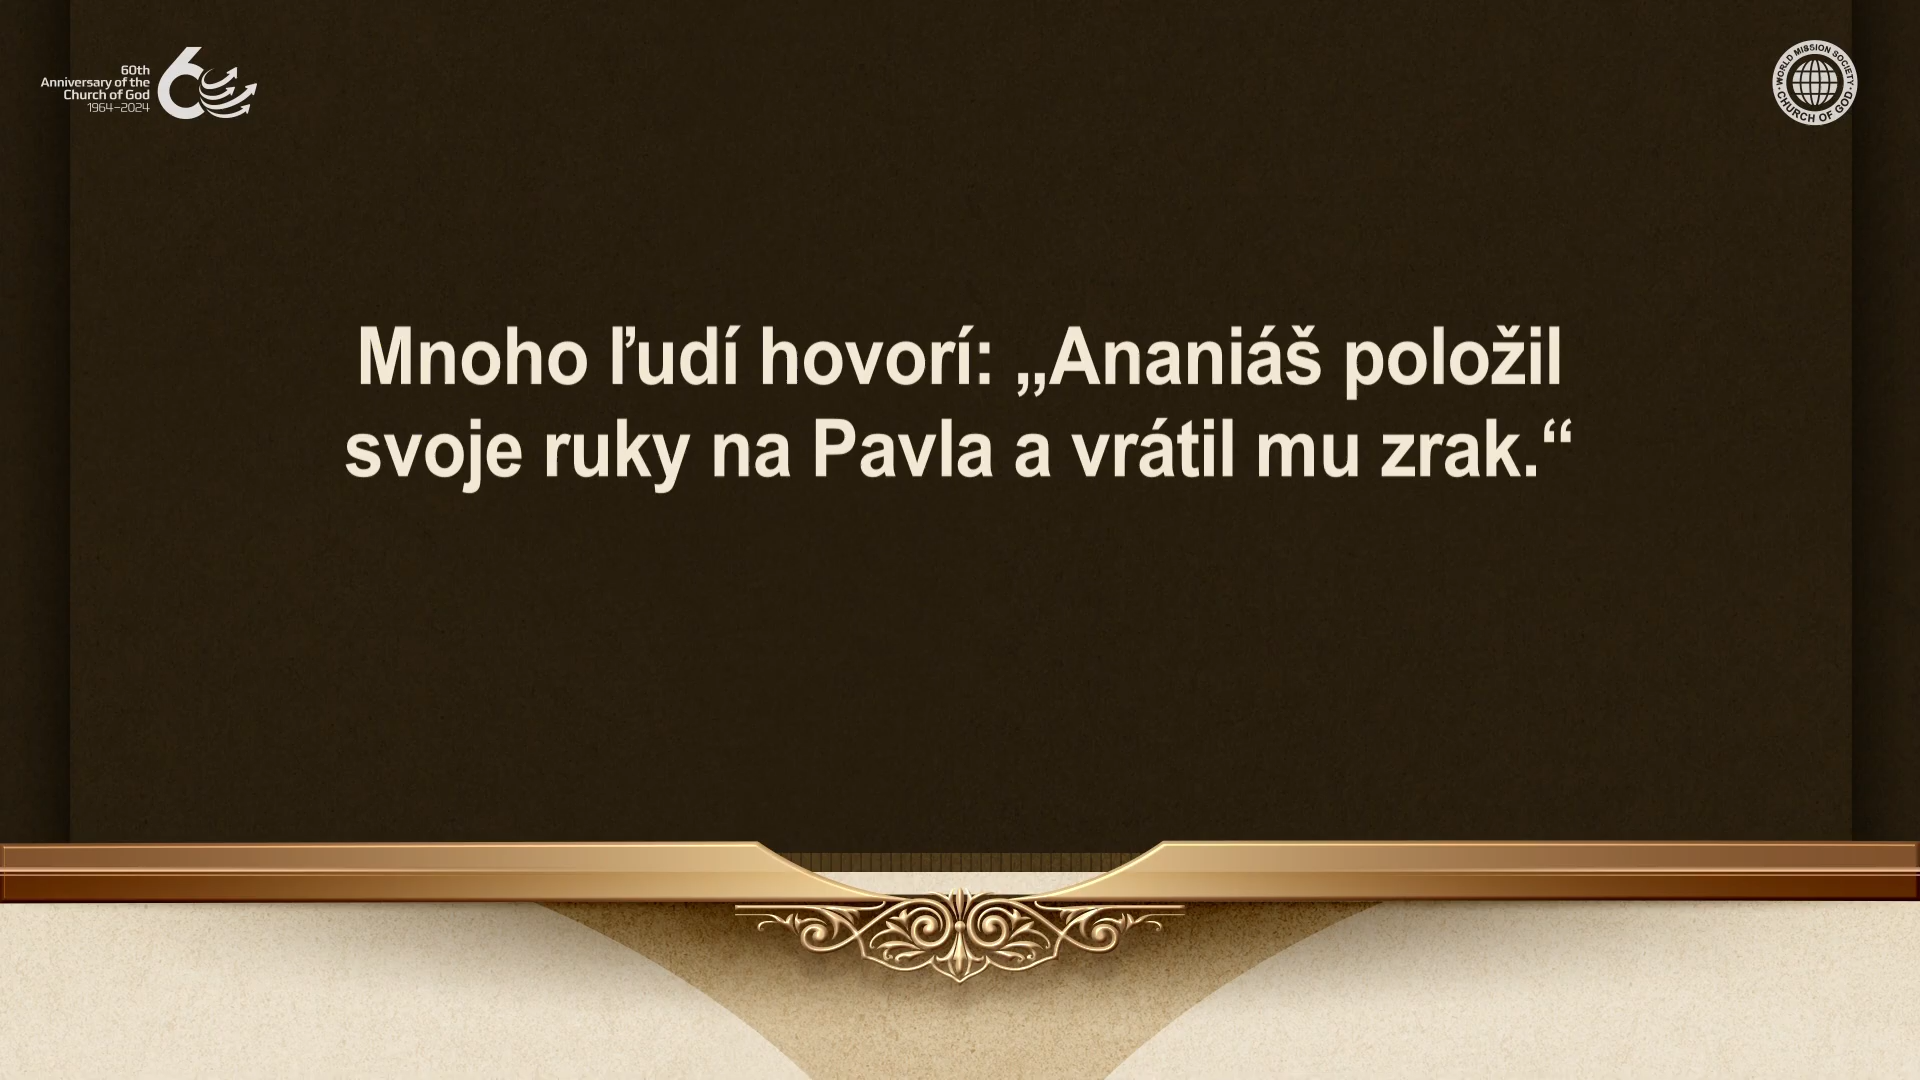 60th
Anniversary of the
Church of God
1964–2024
WORLD MISSION SOCIETY
CHURCH OF GOD
Mnoho ľudí hovorí: „Ananiáš položil
svoje ruky na Pavla a vrátil mu zrak.“